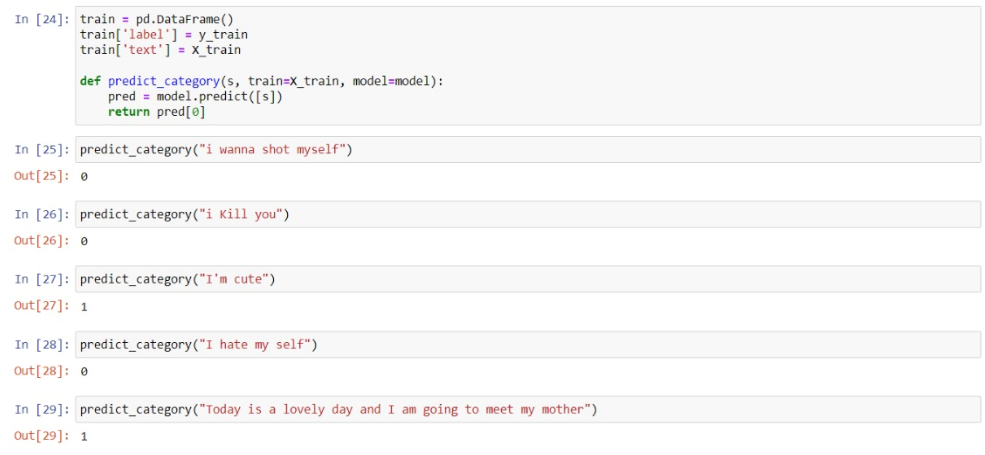 In [24]: train = pd.DataFrame()
train['label'] = y_train
train['text'] = X_train
def predict_category(s, train=X_train, model=model):
    pred = model.predict([s])
    return pred[0]
In [25]: predict_category("i wanna shot myself")
Out[25]: 0
In [26]: predict_category("i Kill you")
Out[26]: 0
In [27]: predict_category("I'm cute")
Out[27]: 1
In [28]: predict_category("I hate my self")
Out[28]: 0
In [29]: predict_category("Today is a lovely day and I am going to meet my mother")
Out[29]: 1